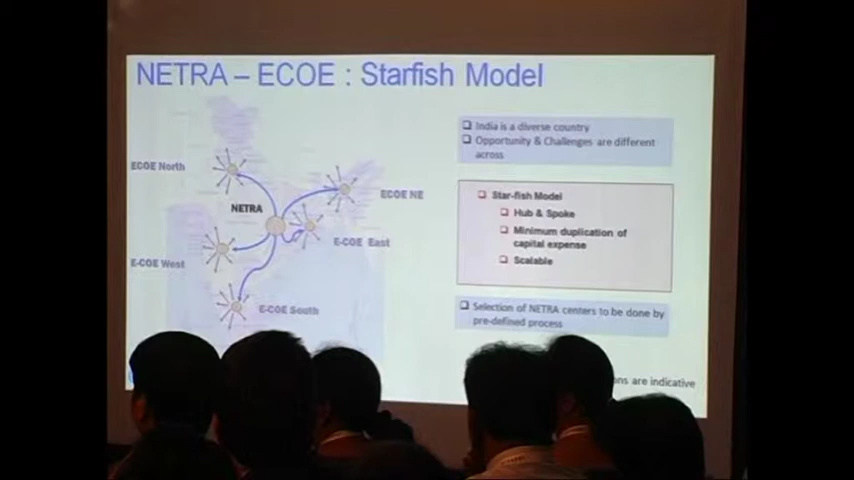 NETRA – ECOE : Starfish Model
ECOE North
NETRA
ECOE NE
E-COE East
E-COE West
E-COE South
India is a diverse country
Opportunity & Challenges are different
across
Star-fish Model
Hub & Spoke
Minimum duplication of
capital expense
Scalable
Selection of NETRA centers to be done by
pre-defined process
are indicative